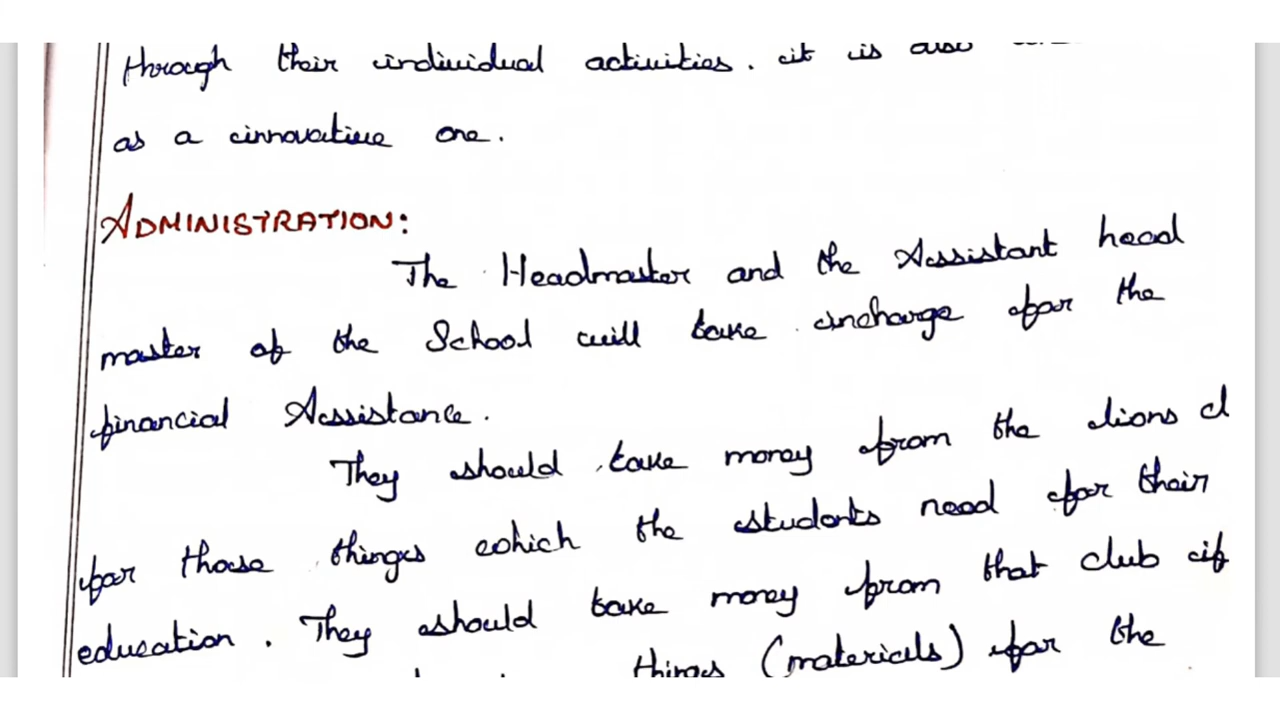 through their individual activities. it is also
as a innovative one.
ADMINISTRATION:
The Headmaster and the Assistant head
master of the School will take incharge for the
financial Assistance.
They should take money from the lions cl
for those things which the students need for their
education. They should take money from that club if
things (materials) for the